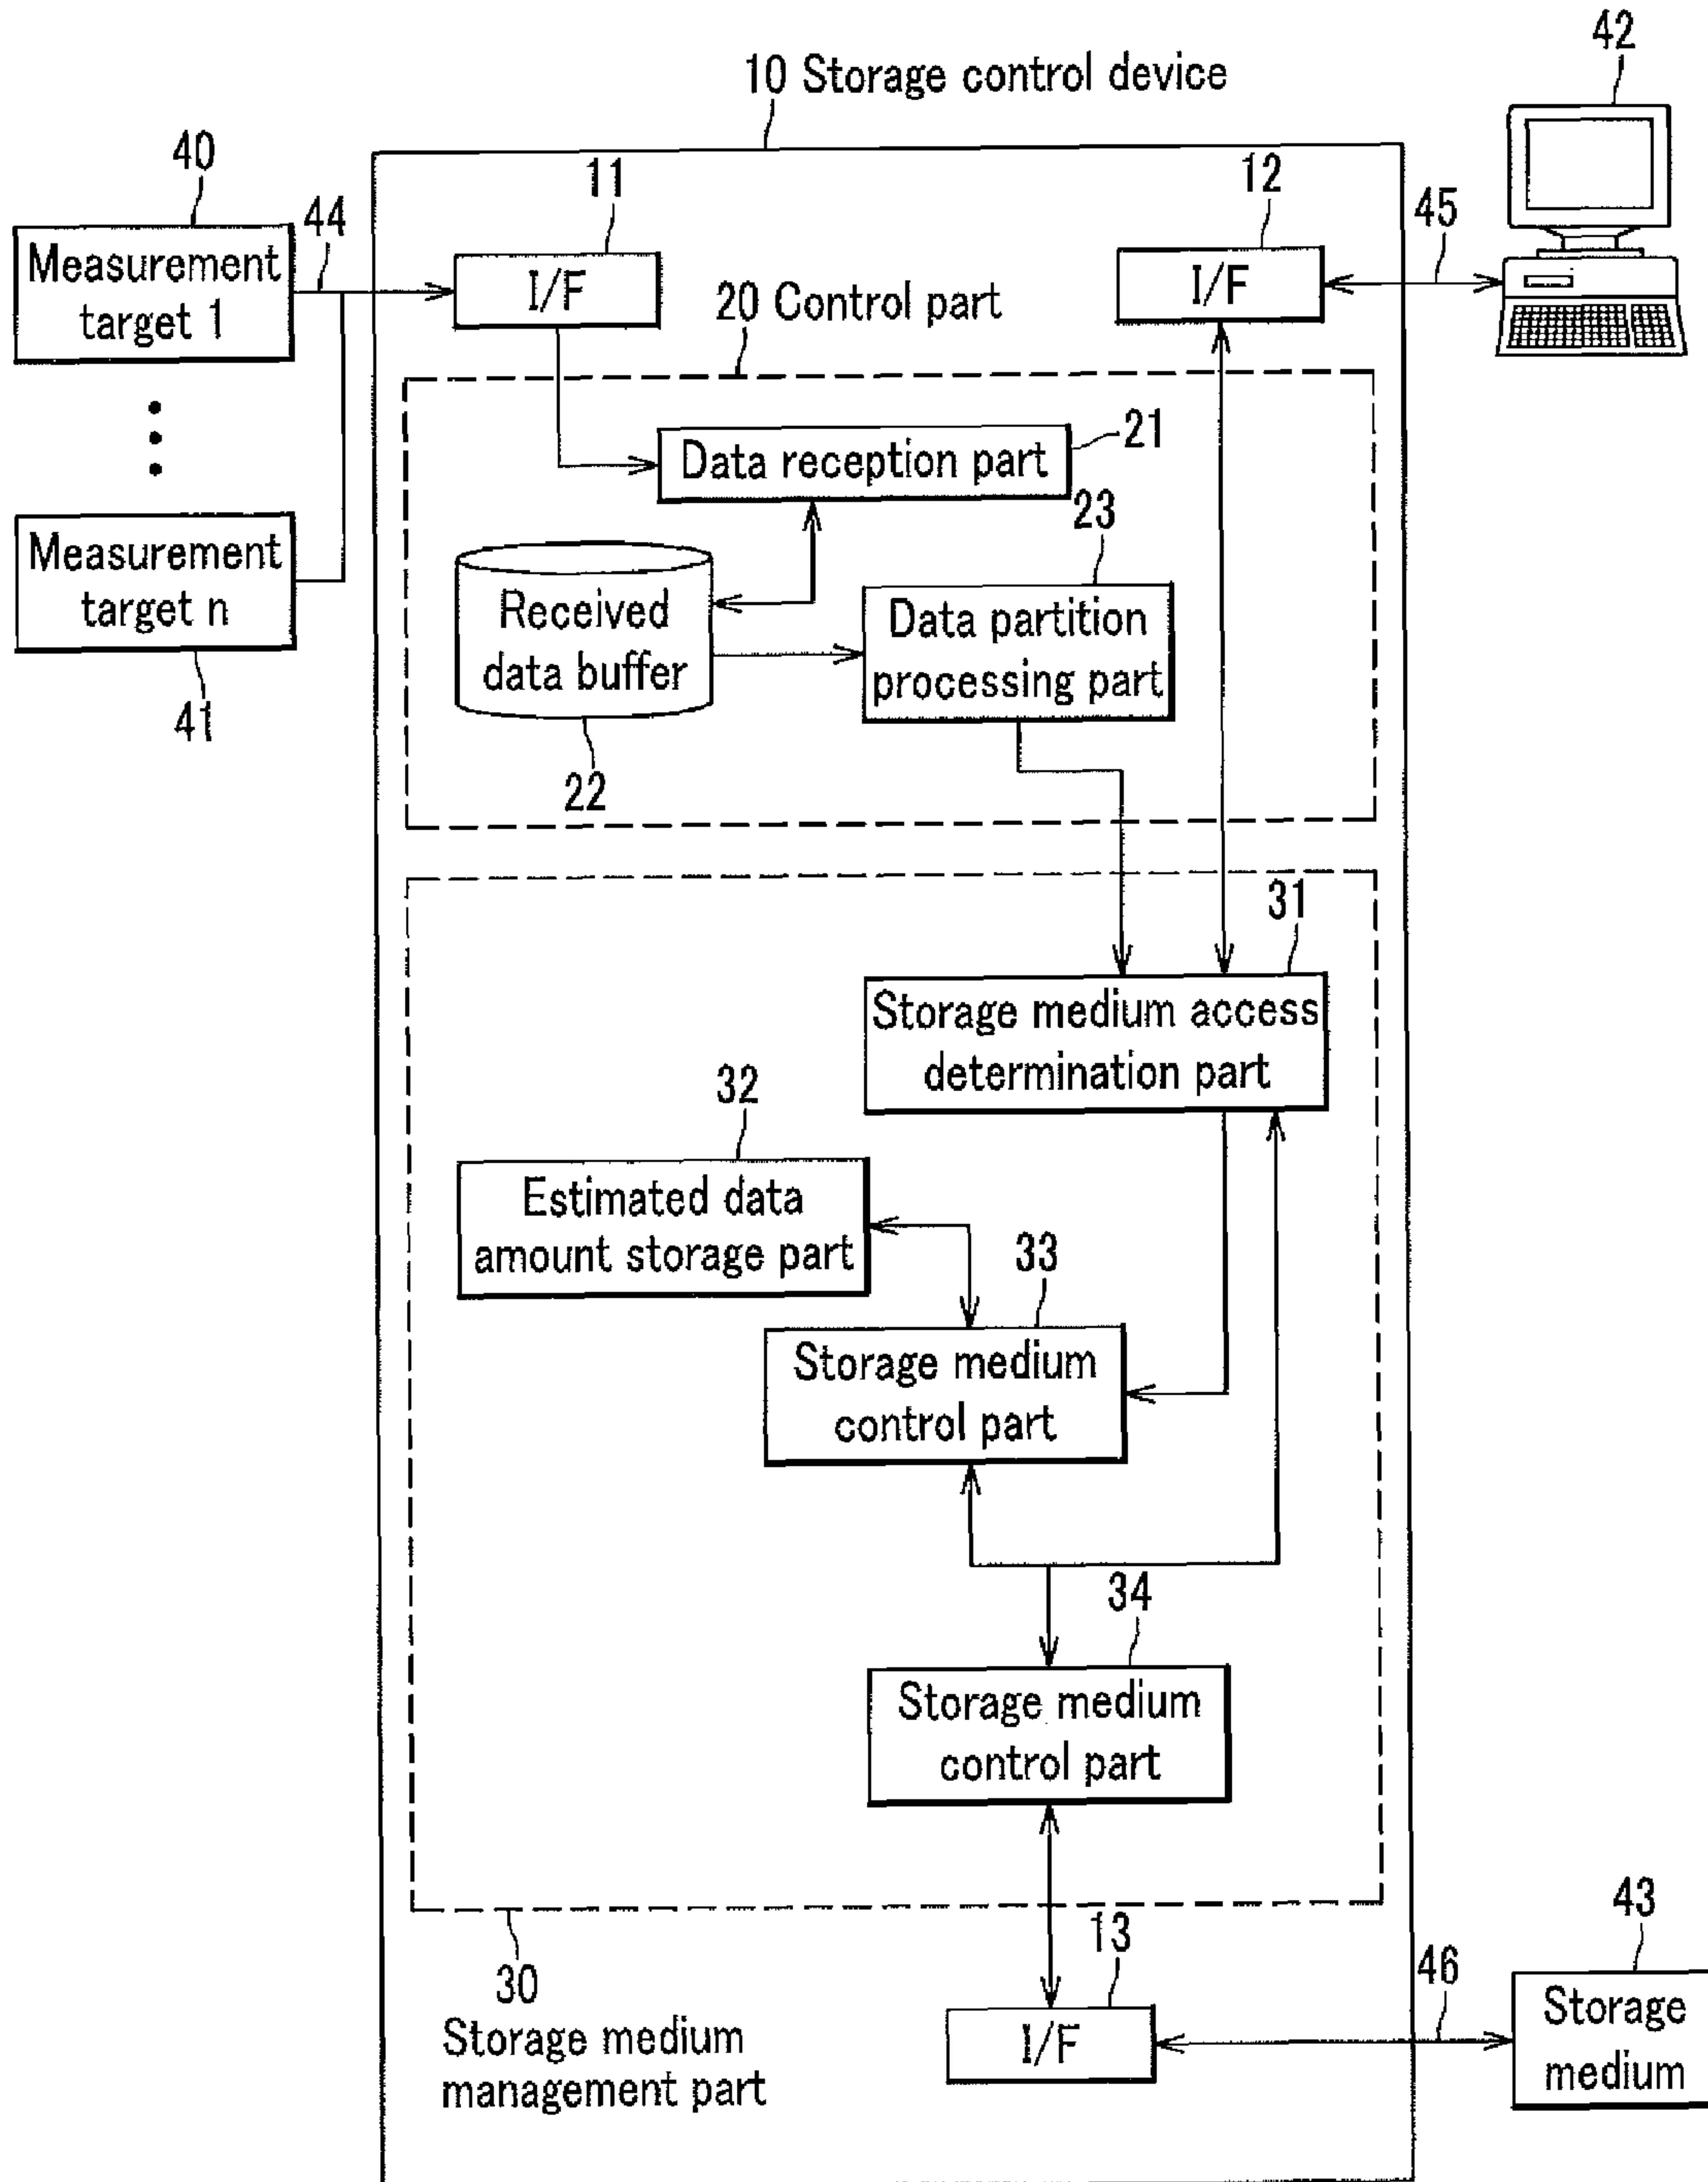 42
10 Storage control device
40
11
12
44
45
Measurement
target 1
I/F
I/F
20 Control part
21
Data reception part
23
Measurement
target n
Received
data buffer
Data partition
processing part
41
22
31
Storage medium access
determination part
32
Estimated data
amount storage part
33
Storage medium
control part
34
Storage medium
control part
13
43
46
30
Storage medium
management part
I/F
Storage
medium